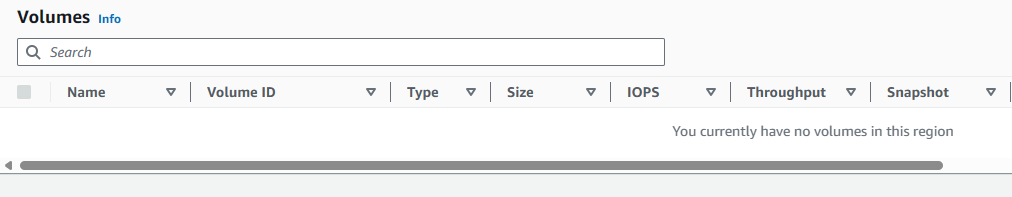 Volumes Info
Search
Name Volume ID Type Size IOPS Throughput Snapshot
You currently have no volumes in this region